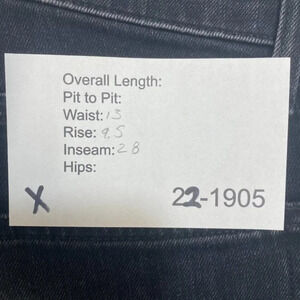 Overall Length:
Pit to Pit:
Waist: 13
Rise: 9.5
Inseam: 28
Hips:
X 22-1905